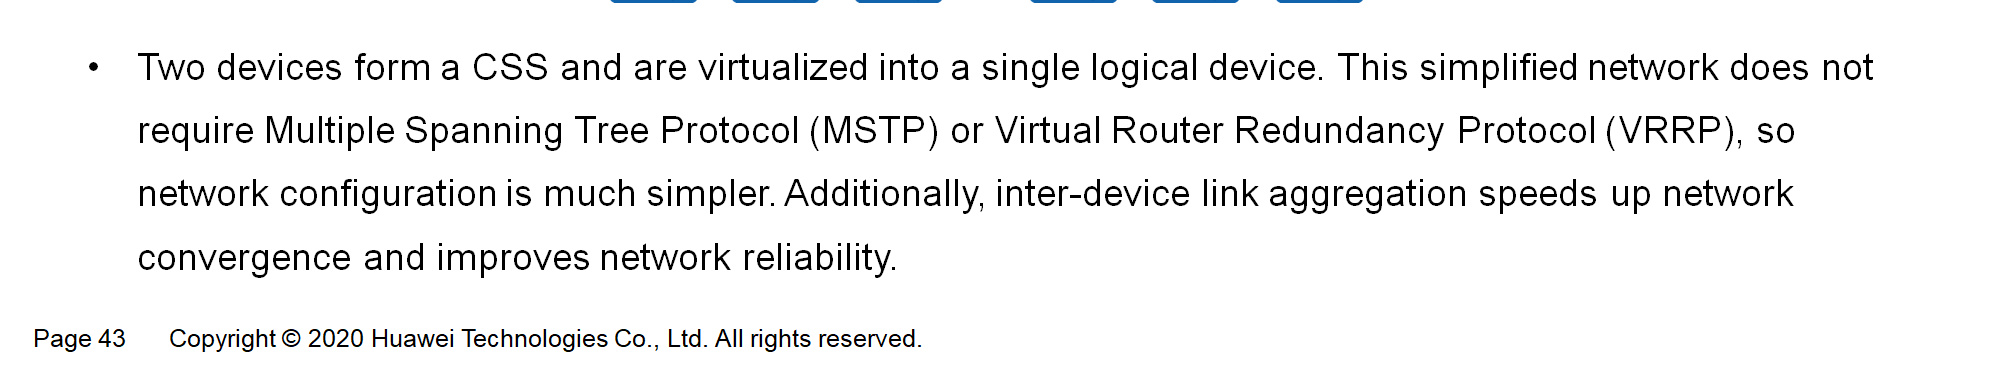 • Two devices form a CSS and are virtualized into a single logical device. This simplified network does not
require Multiple Spanning Tree Protocol (MSTP) or Virtual Router Redundancy Protocol (VRRP), so
network configuration is much simpler. Additionally, inter-device link aggregation speeds up network
convergence and improves network reliability.
Page 43 Copyright © 2020 Huawei Technologies Co., Ltd. All rights reserved.